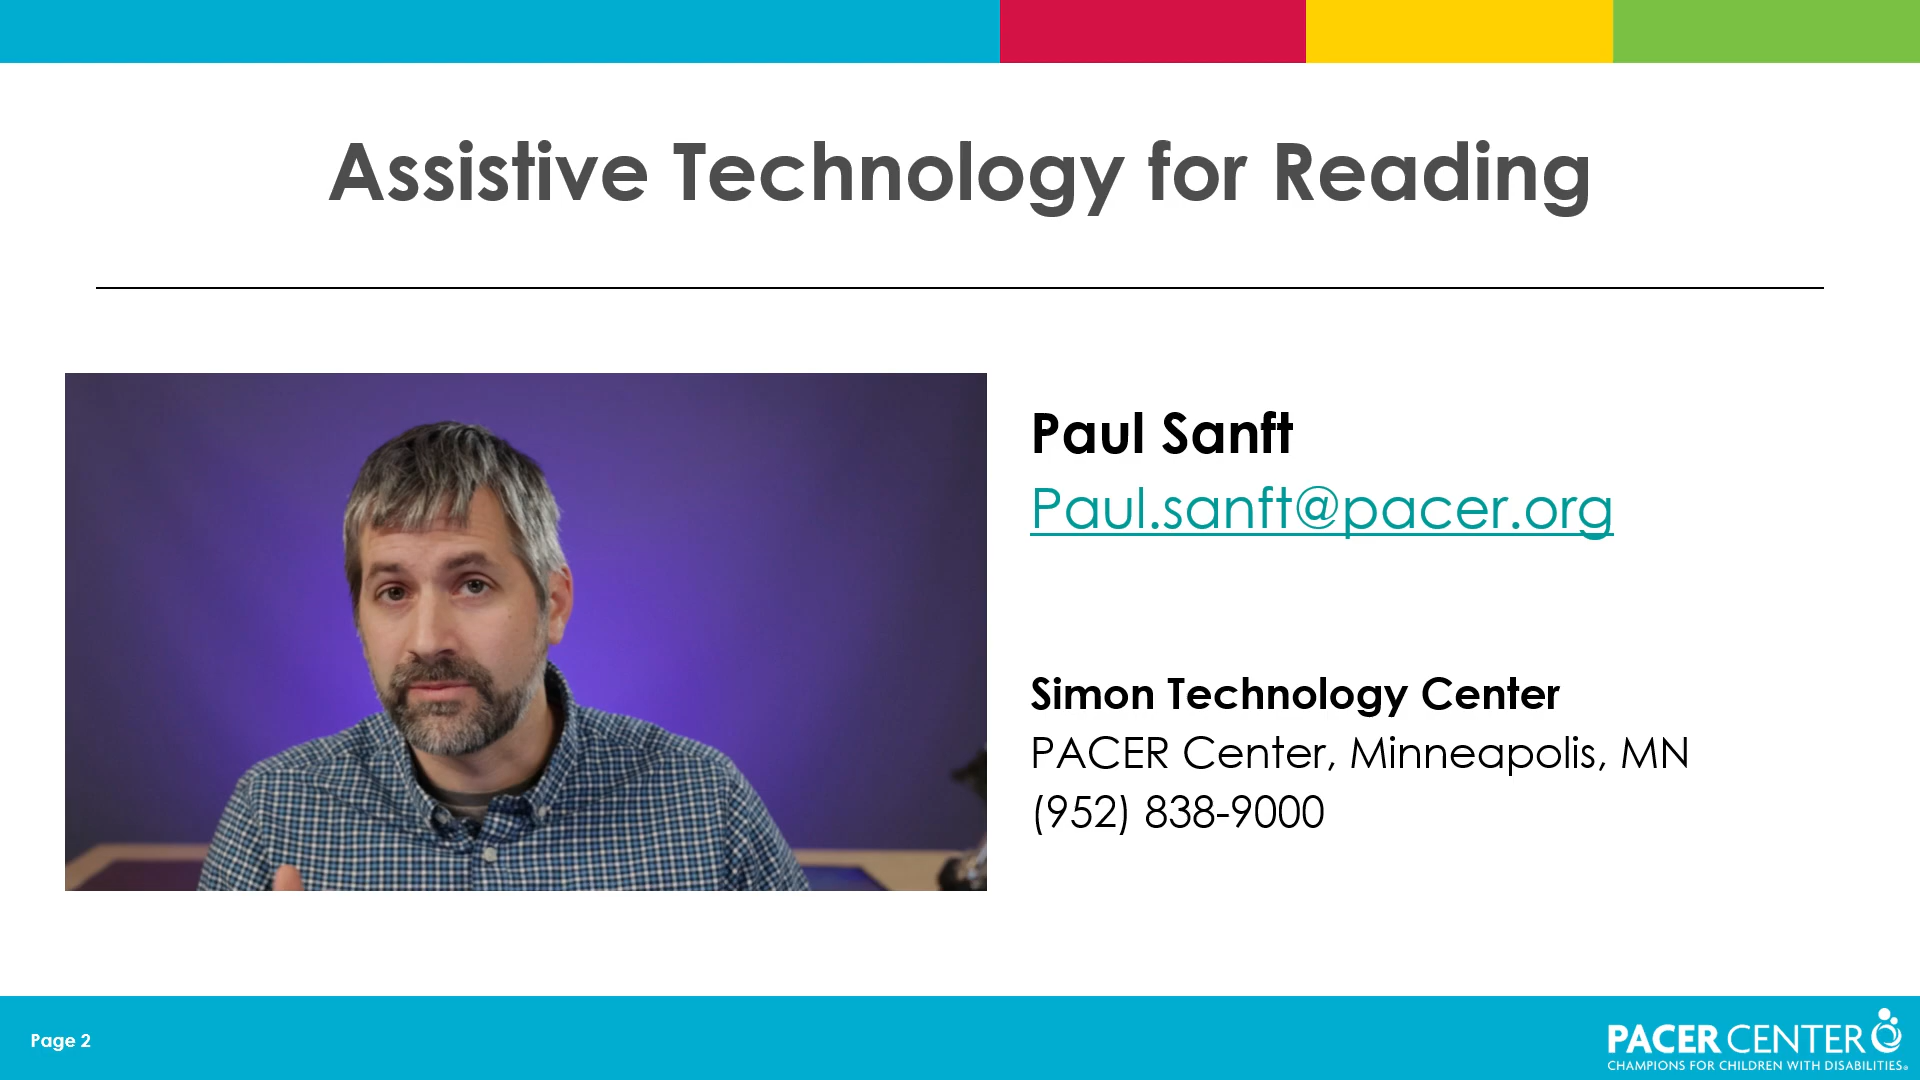 Assistive Technology for Reading
Paul Sanft
Paul.sanft@pacer.org
Simon Technology Center
PACER Center, Minneapolis, MN
(952) 838-9000
Page 2
PACER CENTER
CHAMPIONS FOR CHILDREN WITH DISABILITIES®